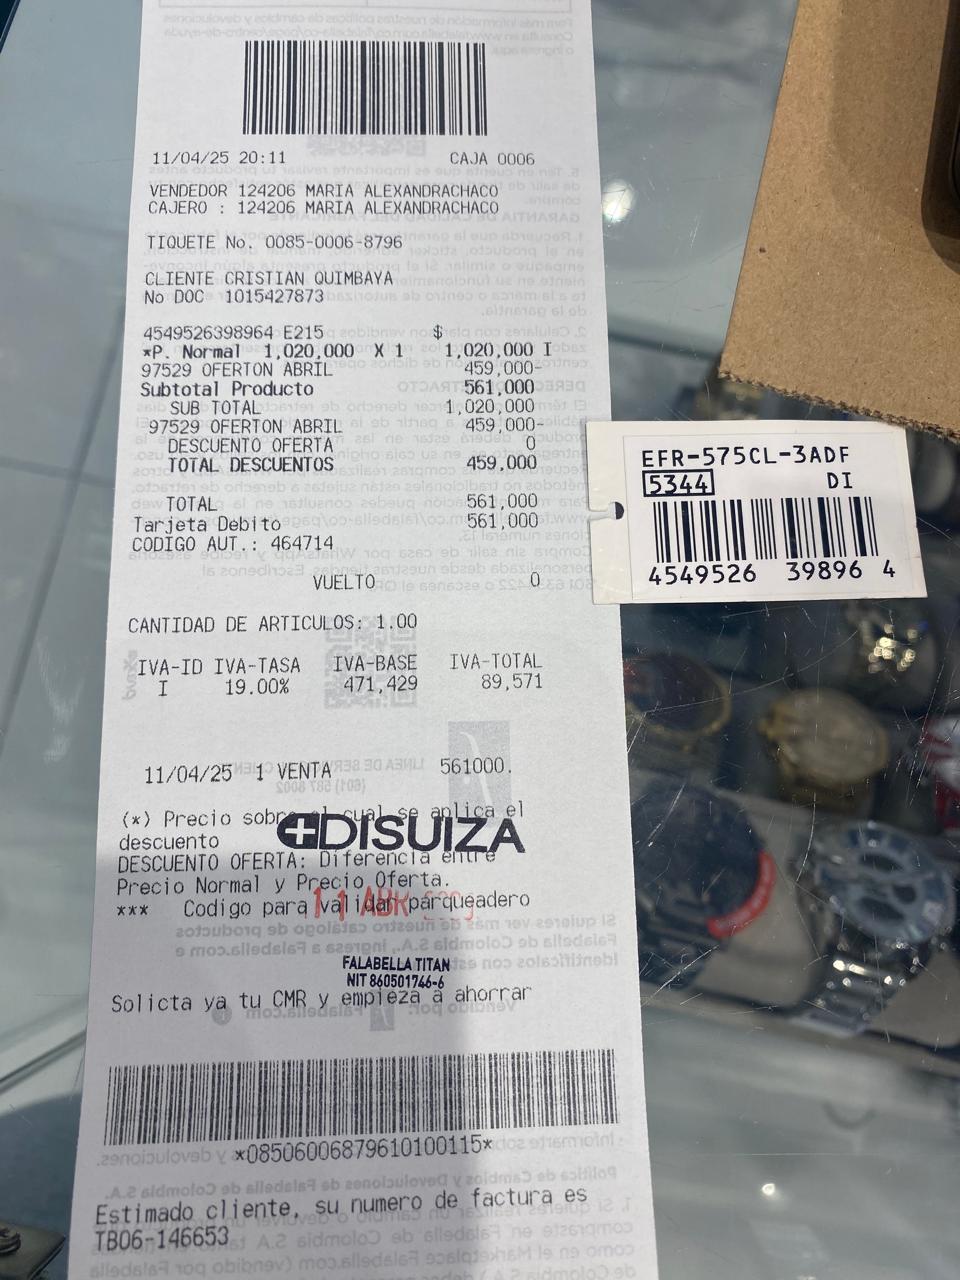 11/04/25 20:11 CAJA 0006
VENDEDOR 124206 MARIA ALEXANDRACHACO
CAJERO : 124206 MARIA ALEXANDRACHACO
TIQUETE No. 0085-0006-8796
CLIENTE CRISTIAN QUIMBAYA
No DOC 1015427873
4549526398964 E215 $
*P. Normal 1,020,000 X 1 1,020,000 I
97529 OFERTON ABRIL 459,000-
Subtotal Producto 561,000
SUB TOTAL 1,020,000
97529 OFERTON ABRIL 459,000-
DESCUENTO OFERTA 0
TOTAL DESCUENTOS 459,000
TOTAL 561,000
Tarjeta Debito 561,000
CODIGO AUT.: 464714
VUELTO 0
CANTIDAD DE ARTICULOS: 1.00
IVA-ID IVA-TASA IVA-BASE IVA-TOTAL
I 19.00% 471,429 89,571
11/04/25 1 VENTA 561000.
(*) Precio sobre el cual se aplica el
descuento
DISUIZA
DESCUENTO OFERTA: Diferencia entre
Precio Normal y Precio Oferta.
*** Codigo para validar parqueadero
11 ABR
FALABELLA TITAN
NIT 860501746-6
Solicta ya tu CMR y empieza a ahorrar
*08506006879610100115*
Estimado cliente, su numero de factura es
TB06-146653
EFR-575CL-3ADF
5344 DI
4549526 39896 4